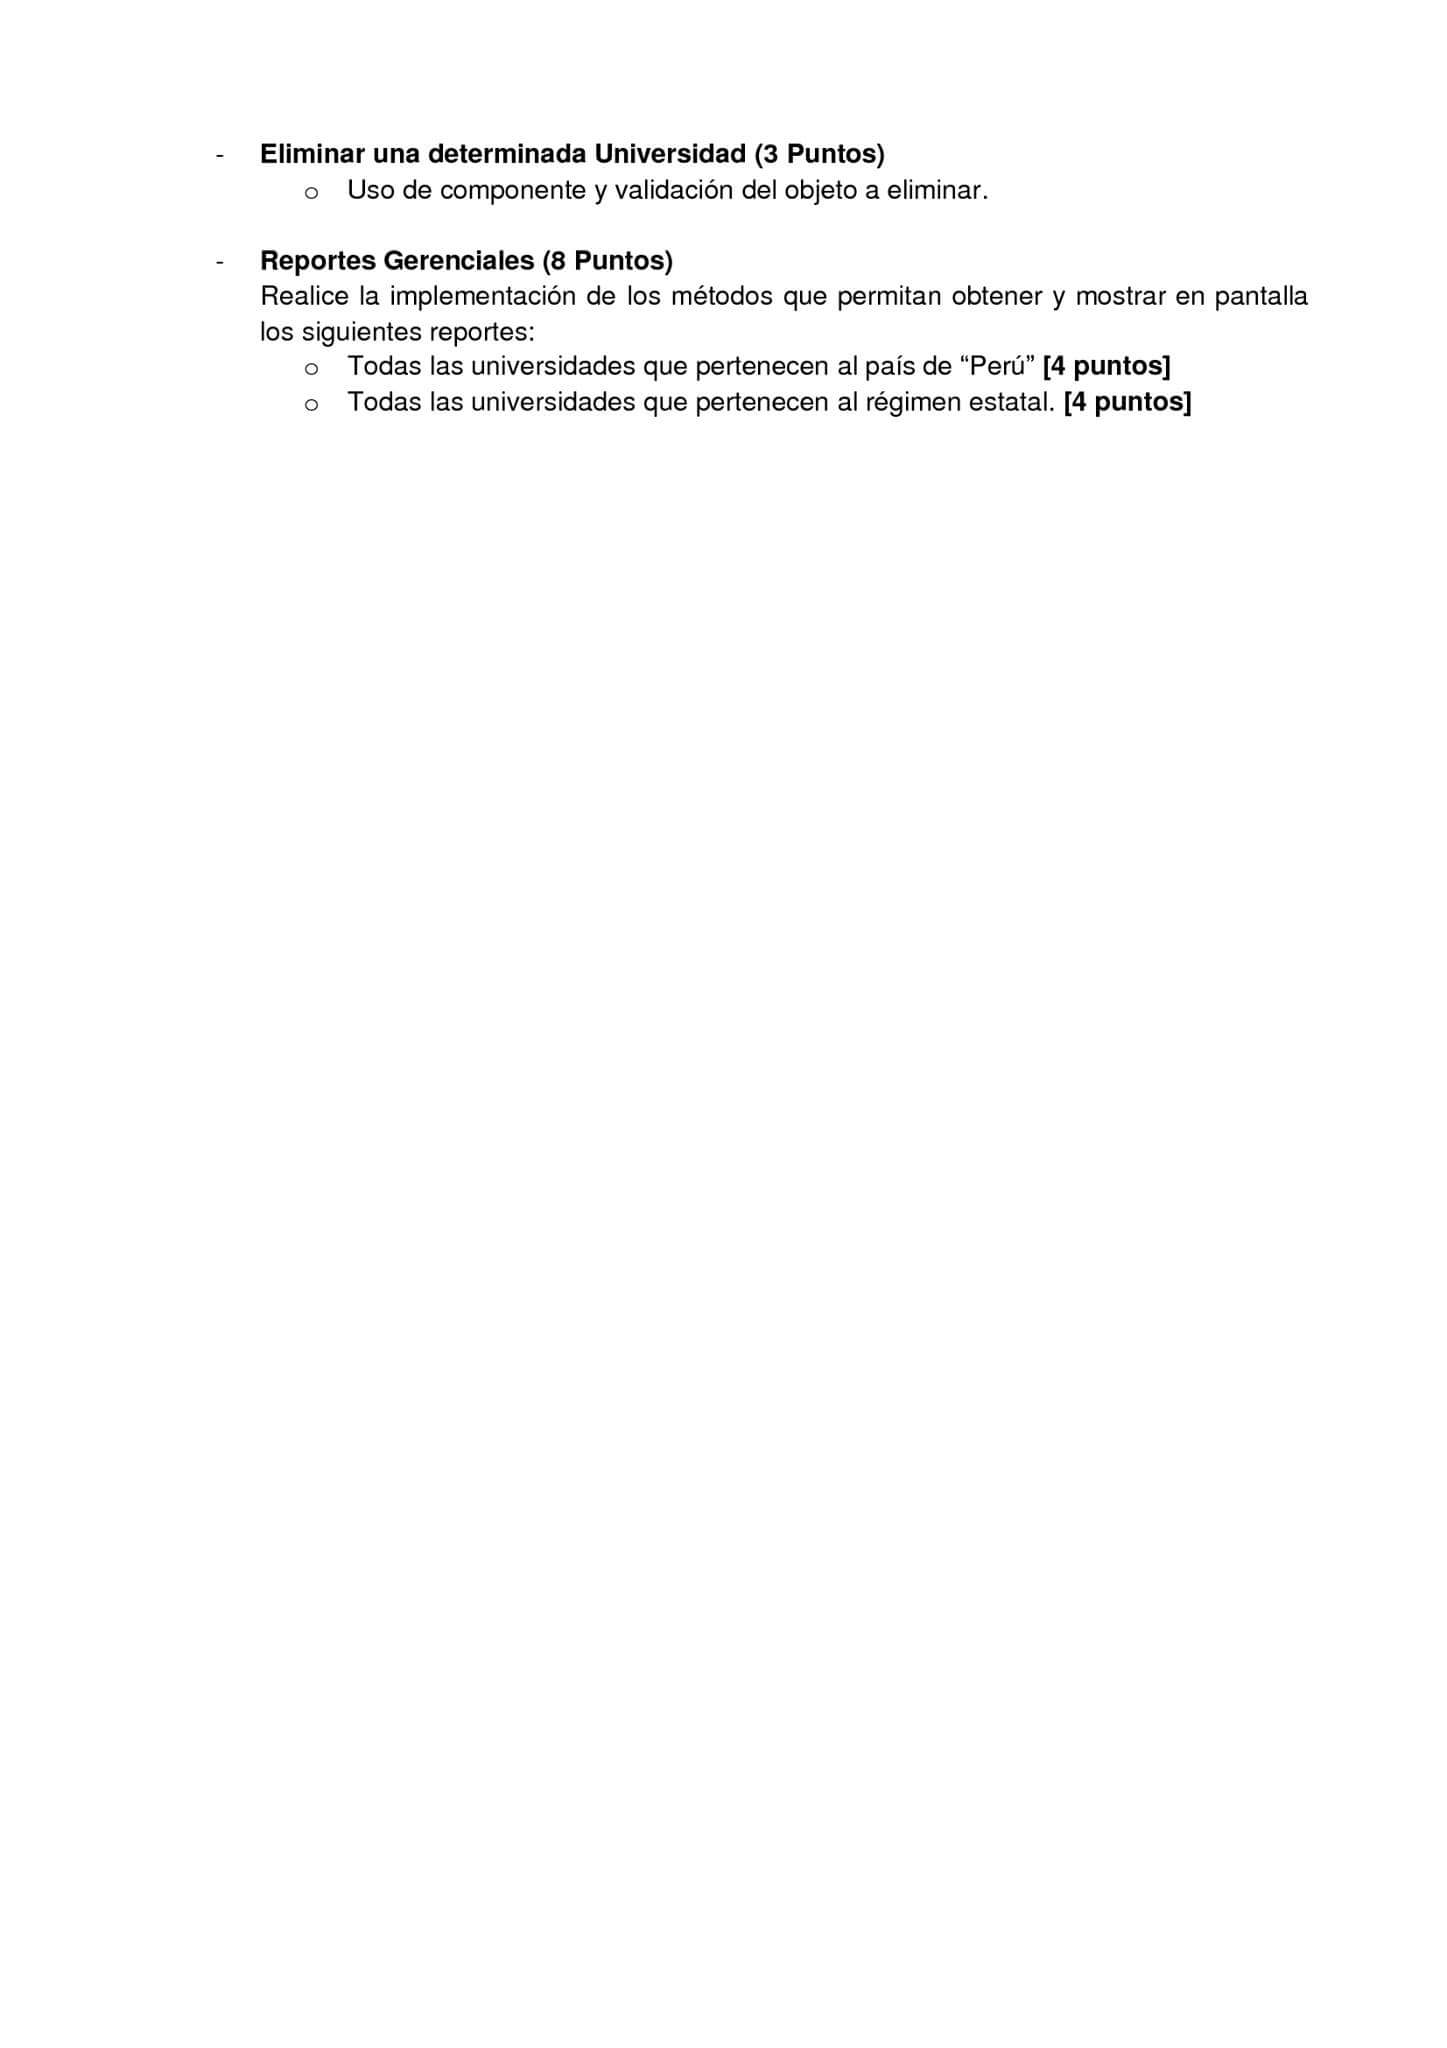 - Eliminar una determinada Universidad (3 Puntos)
o Uso de componente y validación del objeto a eliminar.
- Reportes Gerenciales (8 Puntos)
Realice la implementación de los métodos que permitan obtener y mostrar en pantalla
los siguientes reportes:
o Todas las universidades que pertenecen al país de “Perú” [4 puntos]
o Todas las universidades que pertenecen al régimen estatal. [4 puntos]